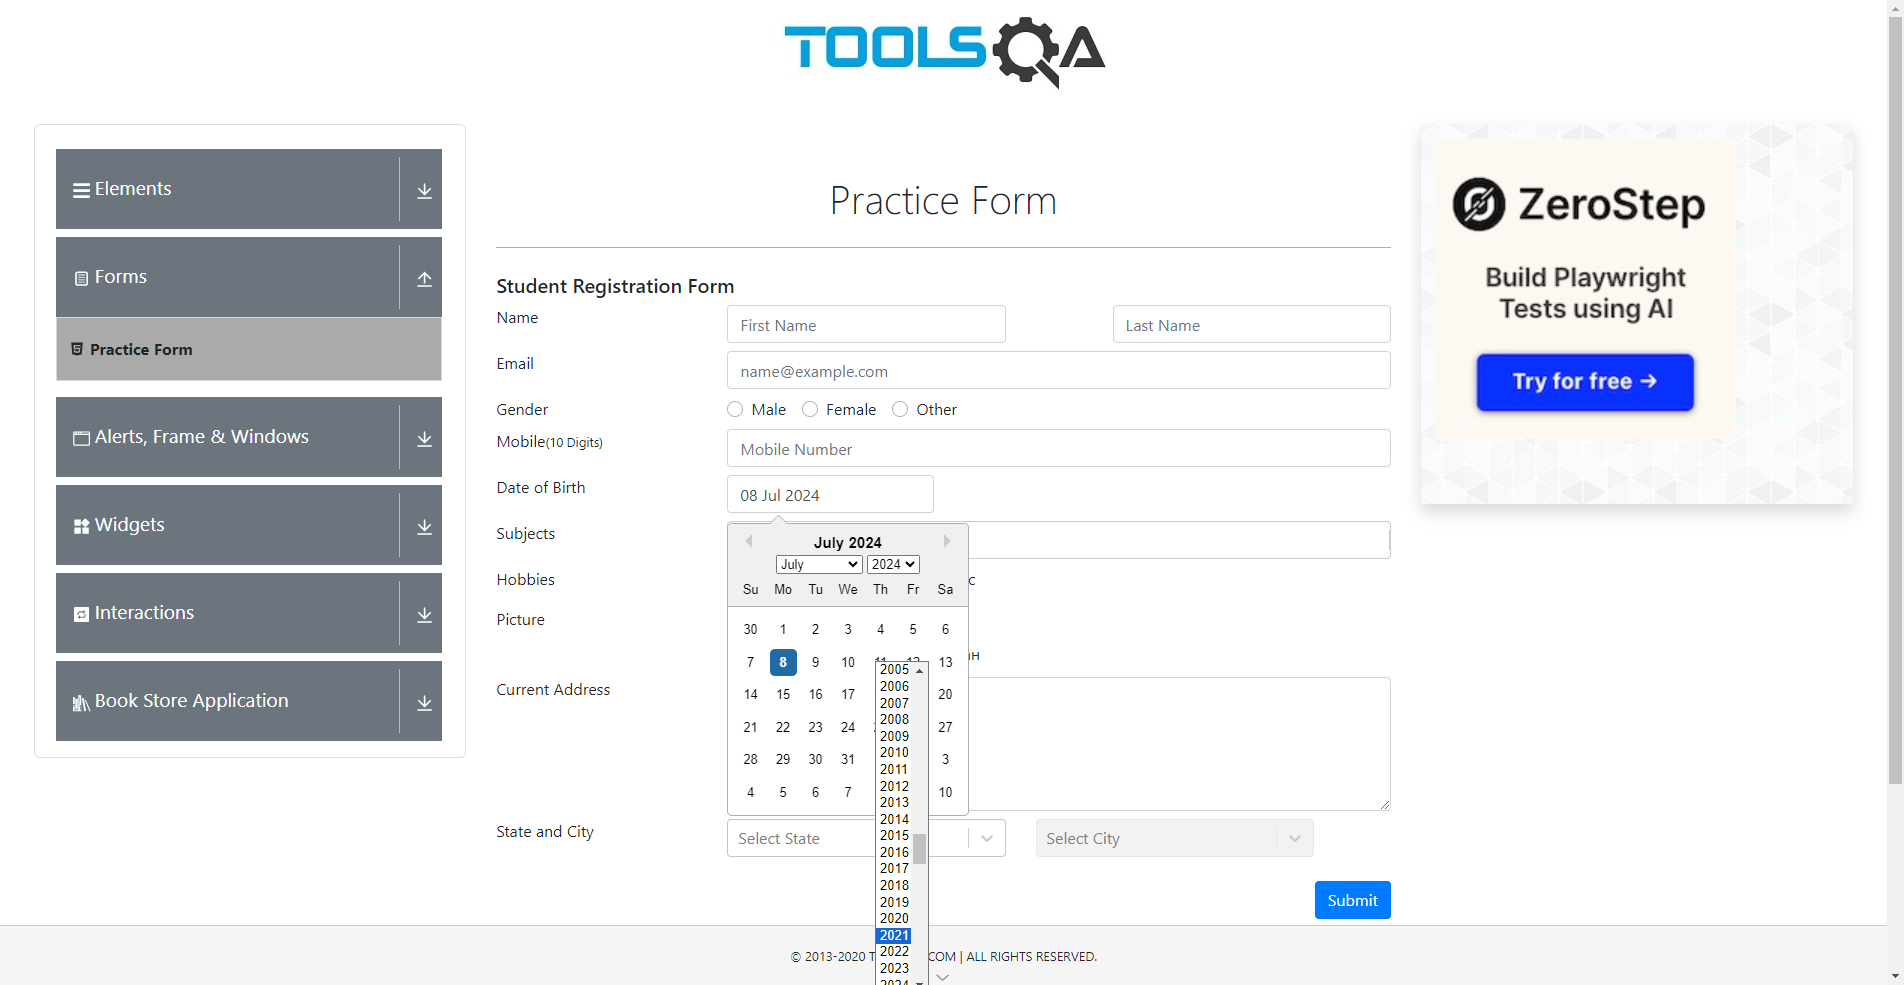 TOOLSQA
Elements
Forms
Practice Form
Alerts, Frame & Windows
Widgets
Interactions
Book Store Application
Practice Form
Student Registration Form
Name
First Name
Last Name
Email
name@example.com
Gender
Male
Female
Other
Mobile(10 Digits)
Mobile Number
Date of Birth
08 Jul 2024
Subjects
July 2024
July
2024
Su Mo Tu We Th Fr Sa
30 1 2 3 4 5 6
7 8 9 10 11 12 13
14 15 16 17 20
21 22 23 24 27
28 29 30 31 3
4 5 6 7 10
2005
2006
2007
2008
2009
2010
2011
2012
2013
2014
2015
2016
2017
2018
2019
2020
2021
2022
2023
2024
Hobbies
Picture
Current Address
State and City
Select State
Select City
Submit
© 2013-2020 T COM | ALL RIGHTS RESERVED.
ZeroStep
Build Playwright
Tests using AI
Try for free →